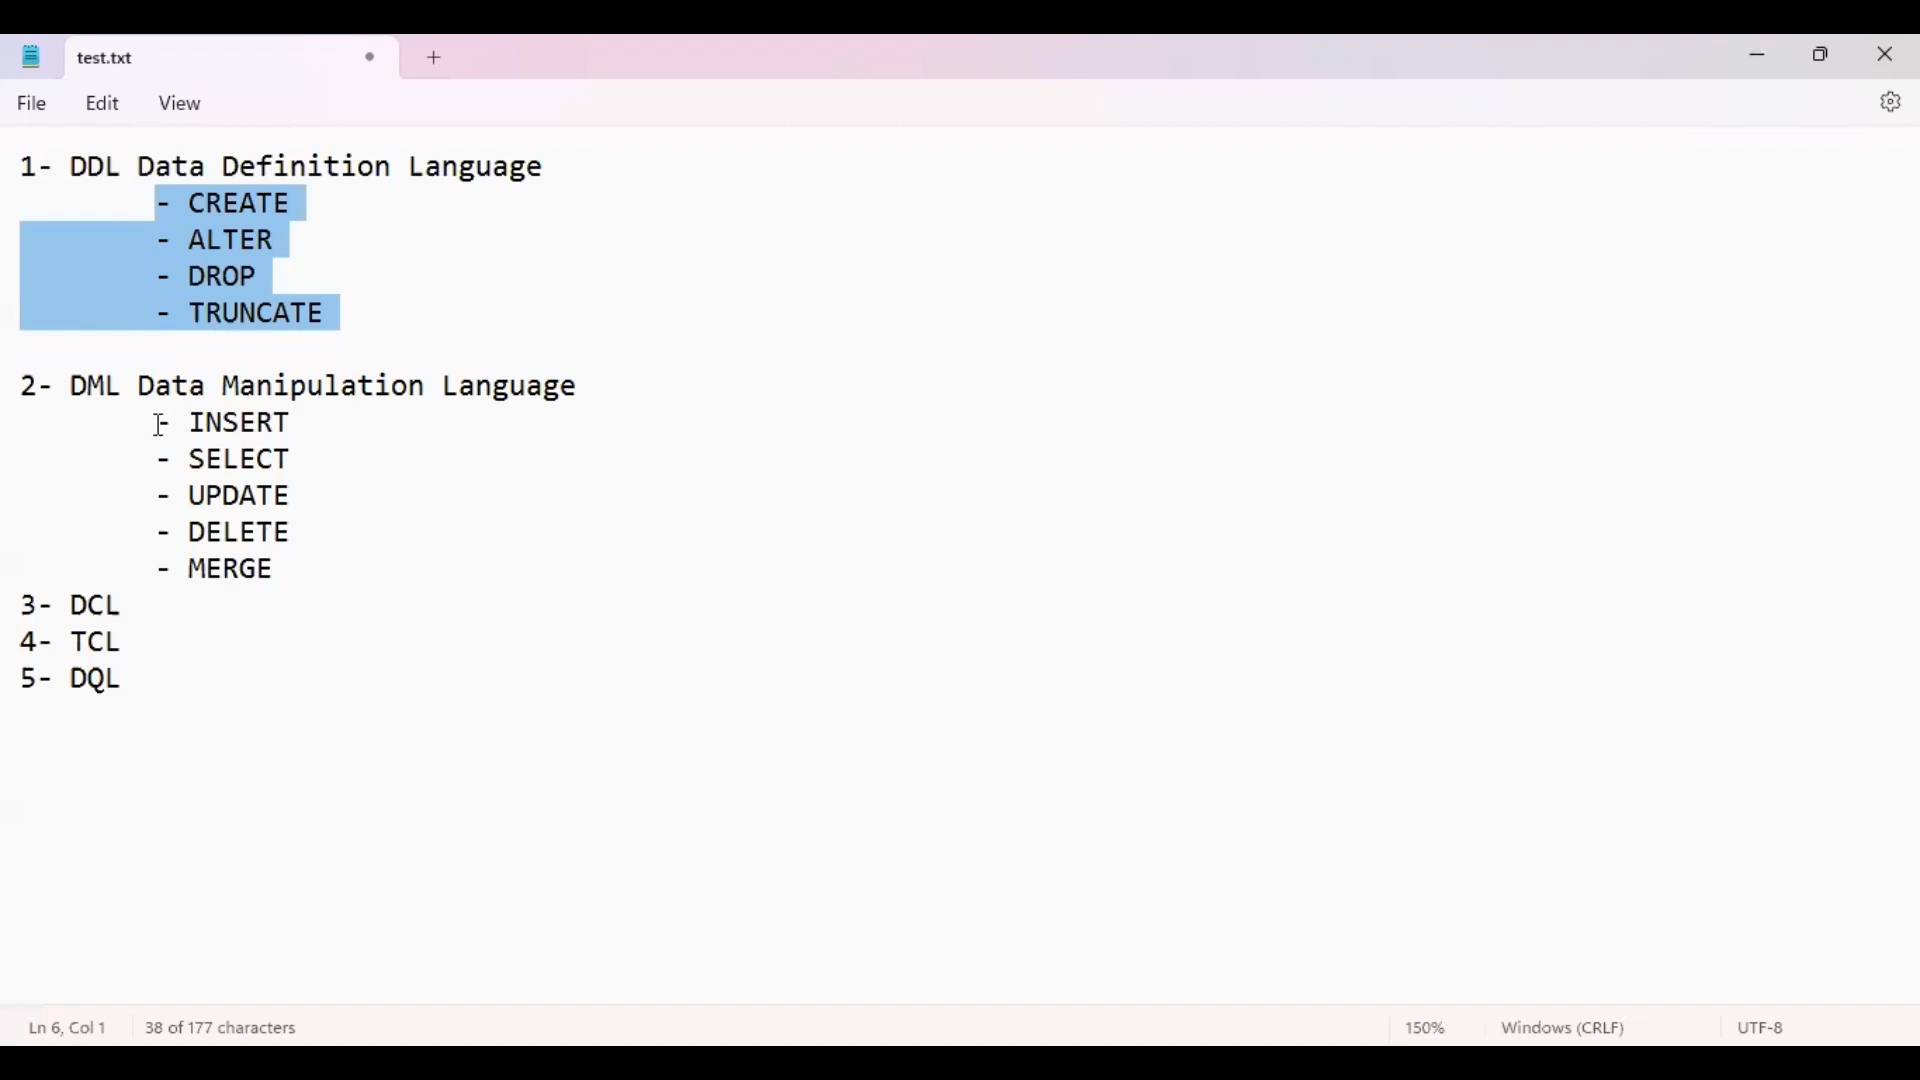 test.txt
File Edit View
1- DDL Data Definition Language
- CREATE
- ALTER
- DROP
- TRUNCATE
2- DML Data Manipulation Language
- INSERT
- SELECT
- UPDATE
- DELETE
- MERGE
3- DCL
4- TCL
5- DQL
Ln 6, Col 1 38 of 177 characters 150% Windows (CRLF) UTF-8